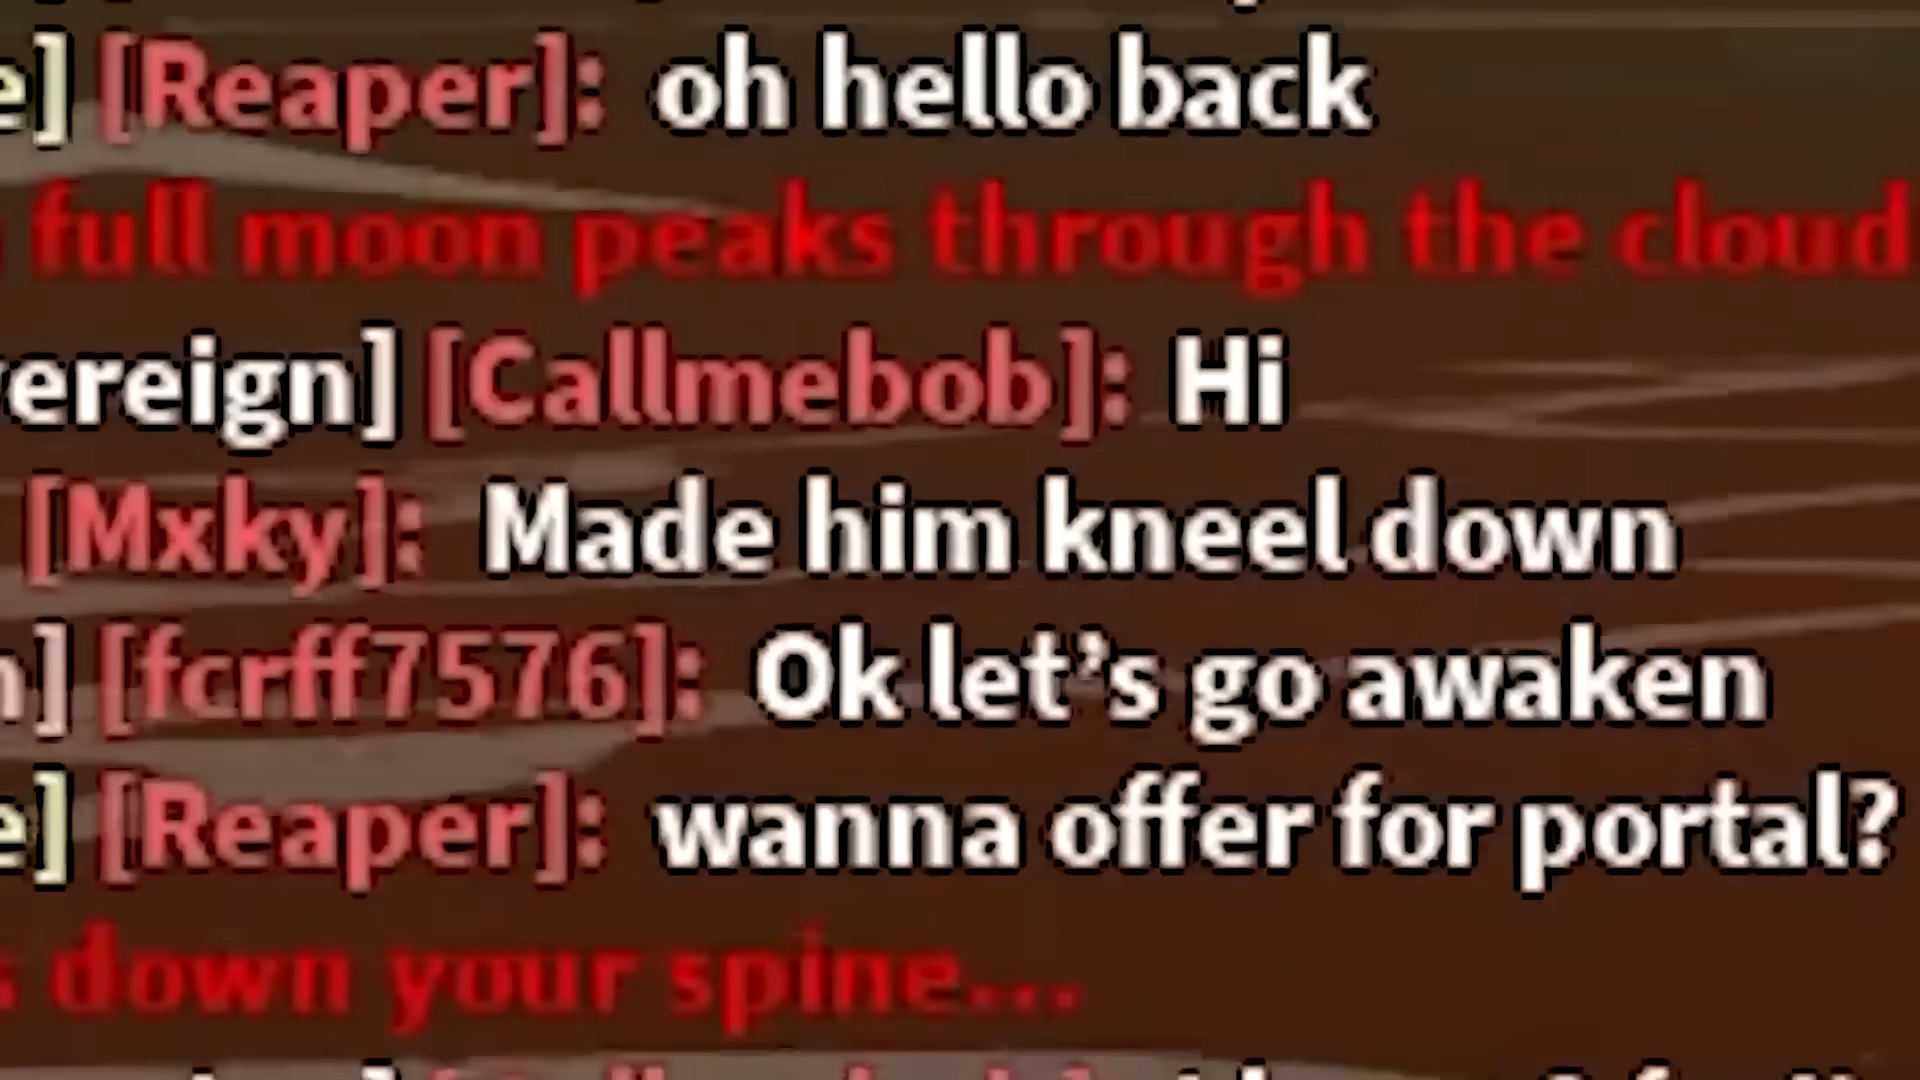 e] [Reaper]: oh hello back
full moon peaks through the cloud
ereign] [Callmebob]: Hi
[Mxky]: Made him kneel down
] [fcrff7576]: Ok let’s go awaken
e] [Reaper]: wanna offer for portal?
s down your spine...